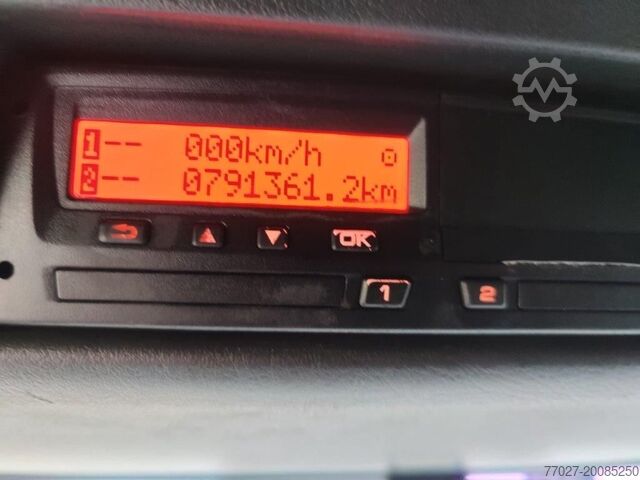 1-- 000km/h
2-- 0791361.2km
OK
1
2
77027-20085250